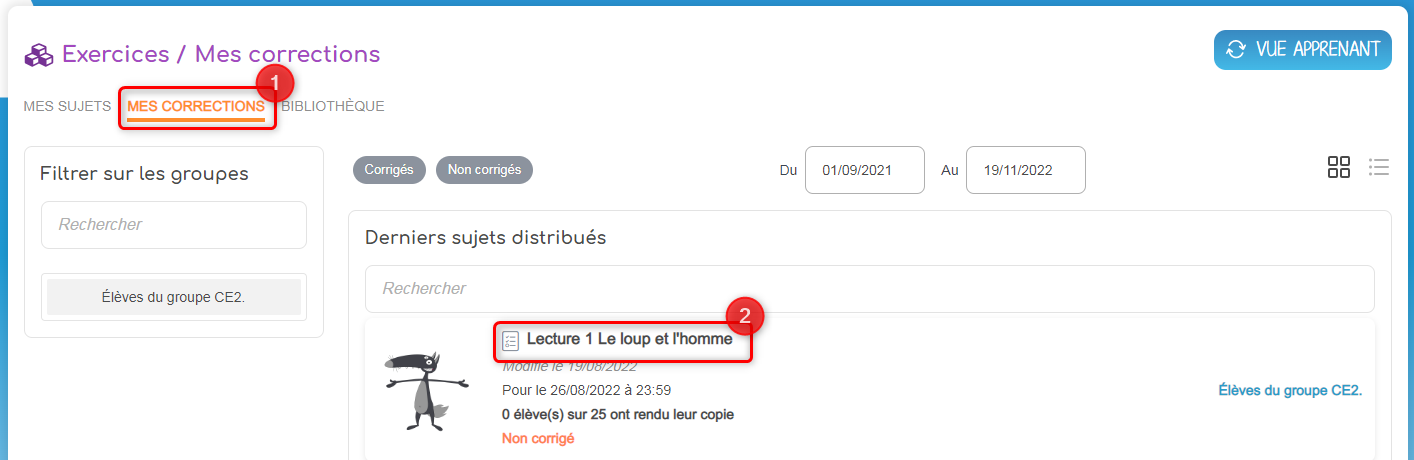 Exercices / Mes corrections
VUE APPRENANT
1
MES SUJETS MES CORRECTIONS BIBLIOTHÈQUE
Filtrer sur les groupes
Rechercher
Élèves du groupe CE2.
Corrigés Non corrigés Du 01/09/2021 Au 19/11/2022
Derniers sujets distribués
Rechercher
2
Lecture 1 Le loup et l'homme
Modifié le 19/08/2022
Pour le 26/08/2022 à 23:59
Élèves du groupe CE2.
0 élève(s) sur 25 ont rendu leur copie
Non corrigé